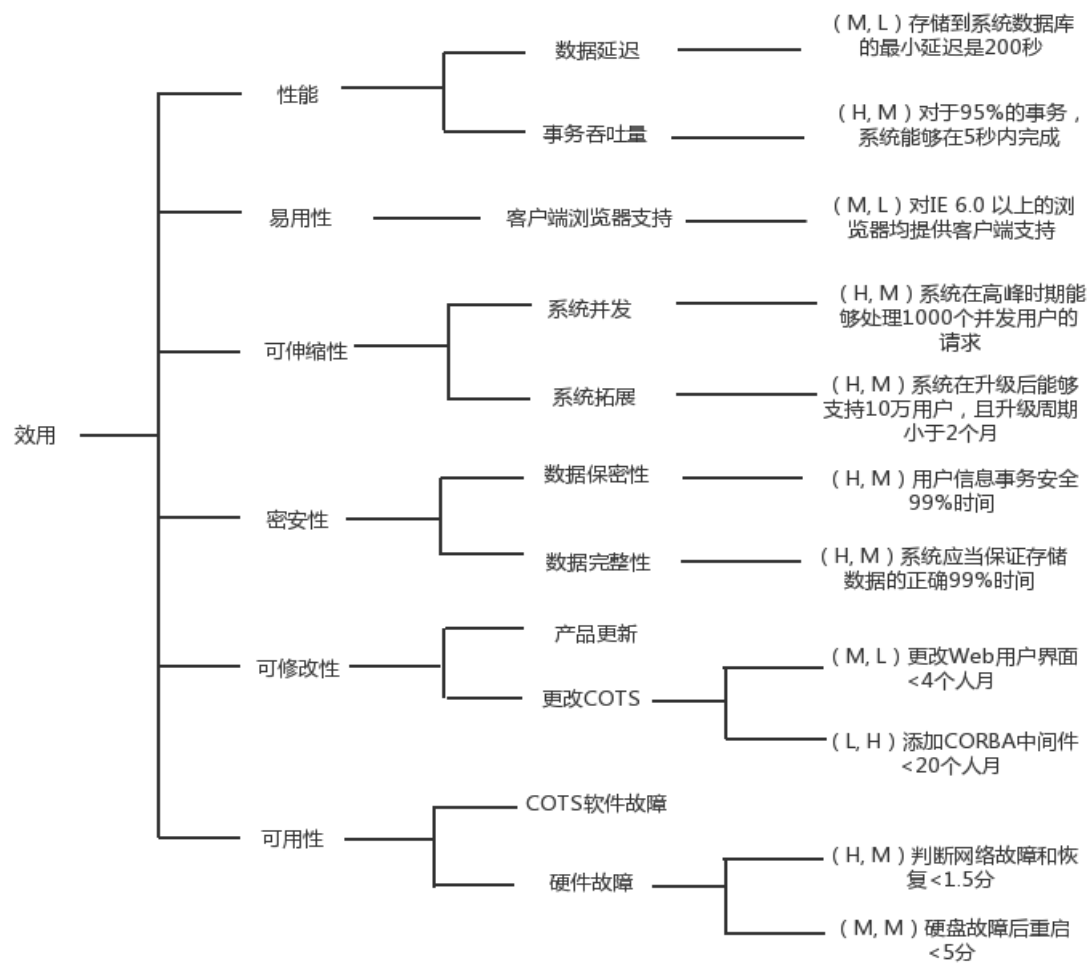 效用
性能
数据延迟
（M, L）存储到系统数据库
的最小延迟是200秒
事务吞吐量
（H, M）对于95%的事务，
系统能够在5秒内完成
易用性
客户端浏览器支持
（M, L）对IE 6.0 以上的浏
览器均提供客户端支持
可伸缩性
系统并发
（H, M）系统在高峰时期能
够处理1000个并发用户的
请求
系统拓展
（H, M）系统在升级后能够
支持10万用户，且升级周期
小于2个月
密安性
数据保密性
（H, M）用户信息事务安全
99%时间
数据完整性
（H, M）系统应当保证存储
数据的正确99%时间
可修改性
产品更新
更改COTS
（M, L）更改Web用户界面
<4个人月
（L, H）添加CORBA中间件
<20个人月
可用性
COTS软件故障
硬件故障
（H, M）判断网络故障和恢
复<1.5分
（M, M）硬盘故障后重启
<5分